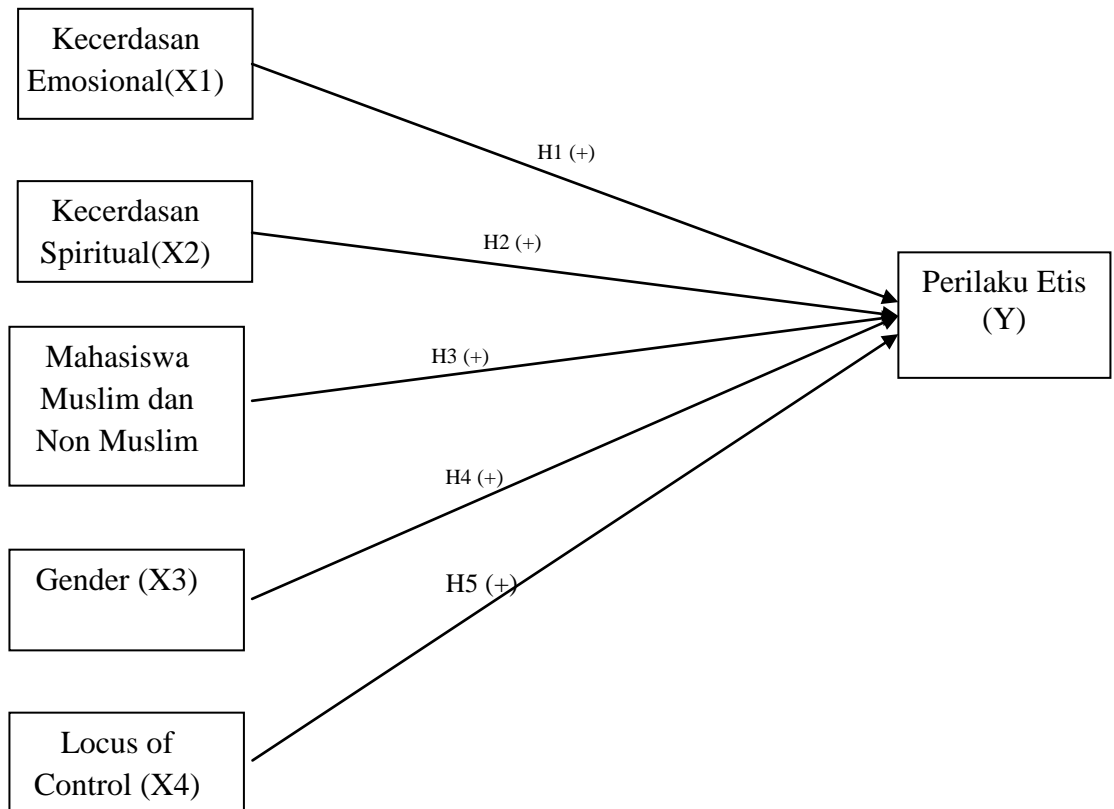 Kecerdasan
Emosional(X1)
H1 (+)
Kecerdasan
Spiritual(X2)
H2 (+)
Perilaku Etis
(Y)
Mahasiswa
Muslim dan
Non Muslim
H3 (+)
H4 (+)
Gender (X3)
H5 (+)
Locus of
Control (X4)